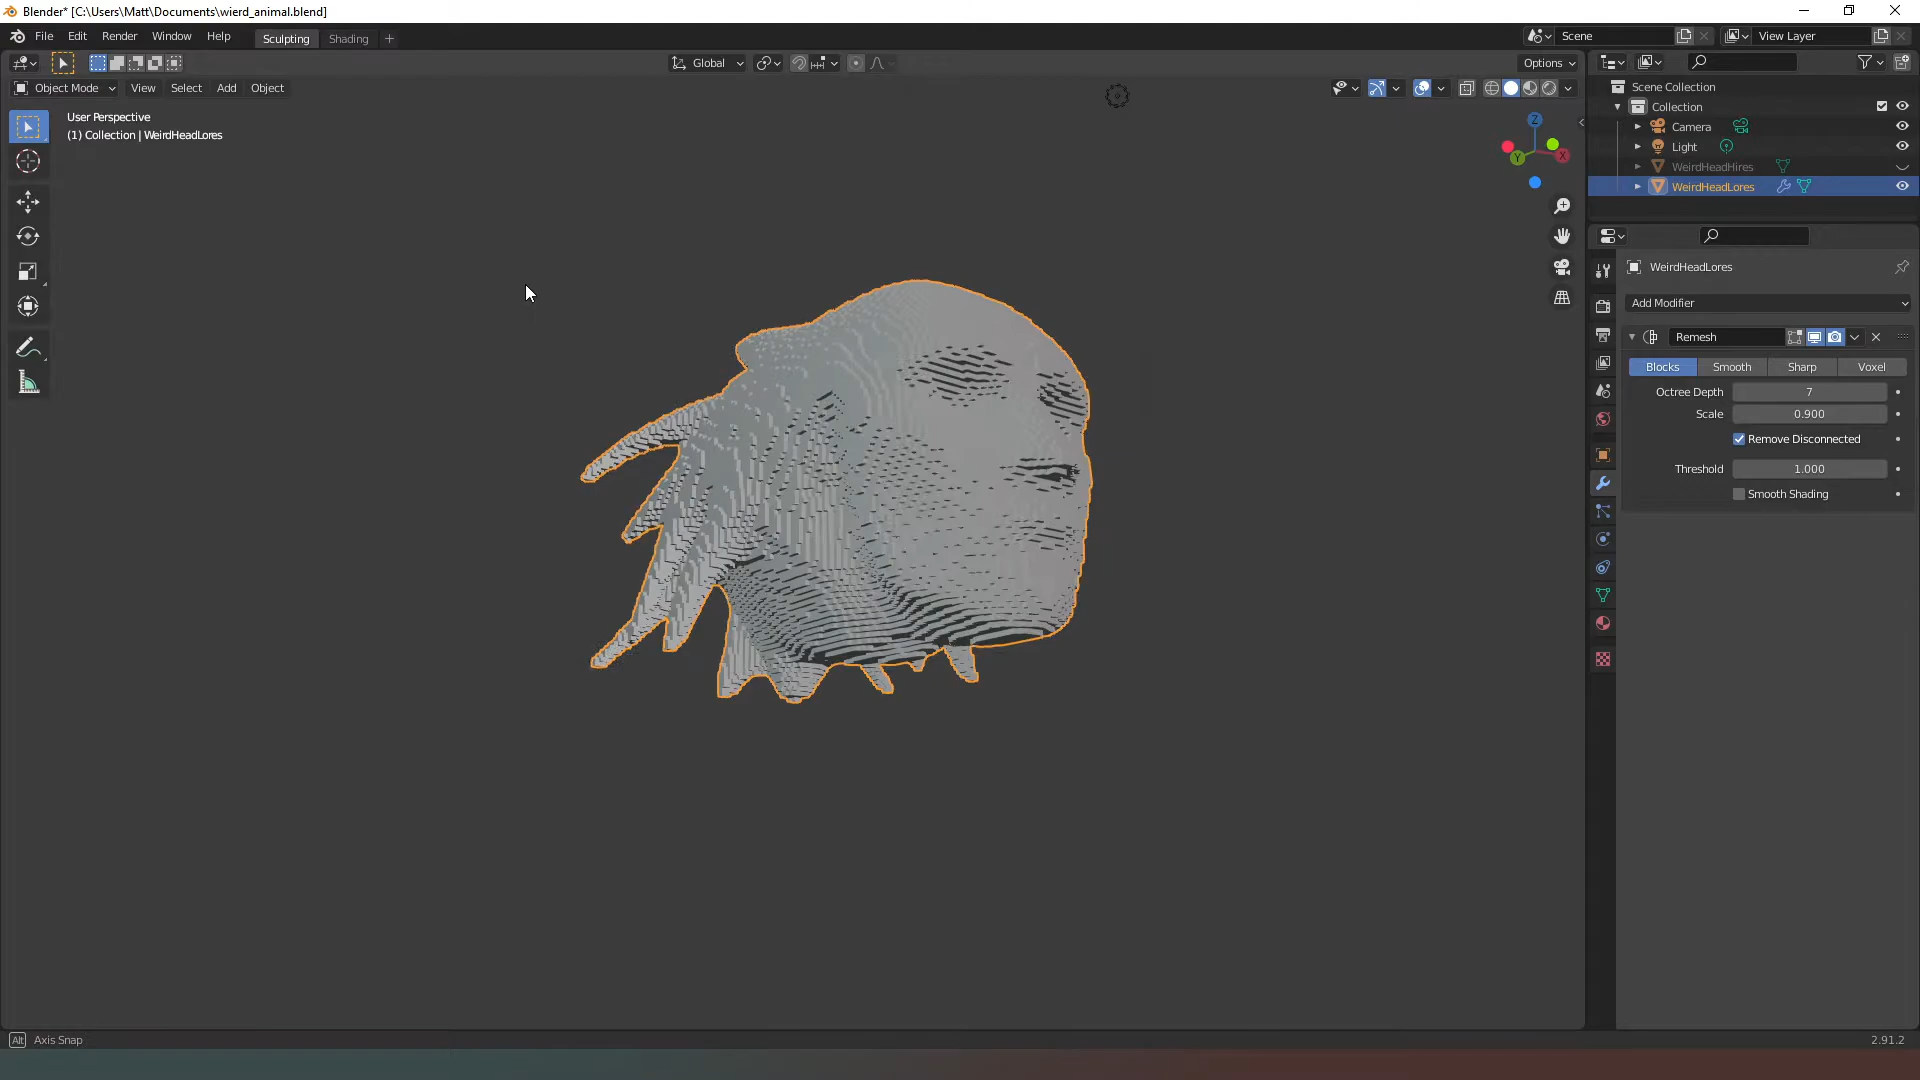 Blender* [C:\Users\Matt\Documents\wierd_animal.blend]
File Edit Render Window Help Sculpting Shading + Scene View Layer
Global Options
Object Mode View Select Add Object
User Perspective
(1) Collection | WeirdHeadLores
Z
X
Y
Scene Collection
Collection
Camera
Light
WeirdHeadHires
WeirdHeadLores
WeirdHeadLores
Add Modifier
Remesh
Blocks Smooth Sharp Voxel
Octree Depth 7
Scale 0.900
Remove Disconnected
Threshold 1.000
Smooth Shading
Alt Axis Snap 2.91.2